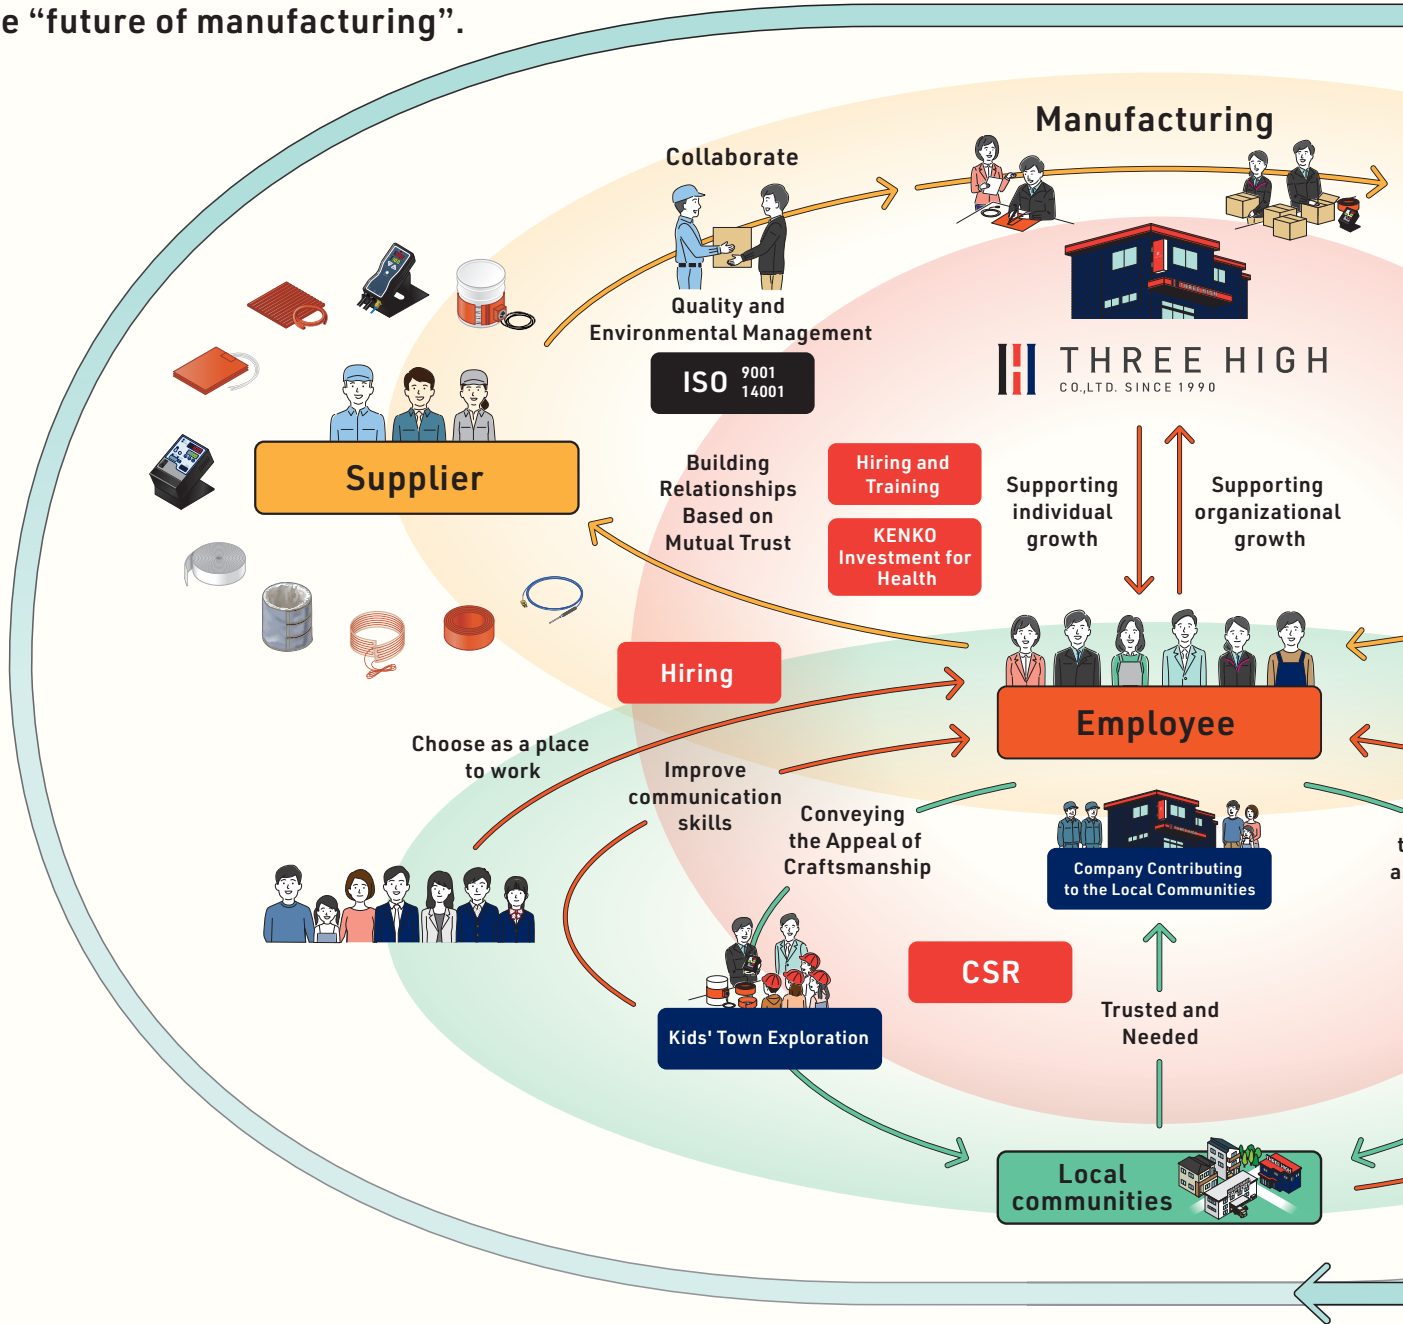 e “future of manufacturing”.
Manufacturing
Collaborate
Quality and
Environmental Management
ISO 9001
14001
THREE HIGH
CO.,LTD. SINCE 1990
Supplier
Building
Relationships
Based on
Mutual Trust
Hiring and
Training
KENKO
Investment for
Health
Supporting
individual
growth
Supporting
organizational
growth
Hiring
Employee
Choose as a place
to work
Improve
communication
skills
Conveying
the Appeal of
Craftsmanship
Company Contributing
to the Local Communities
t
a
CSR
Trusted and
Needed
Kids' Town Exploration
Local
communities